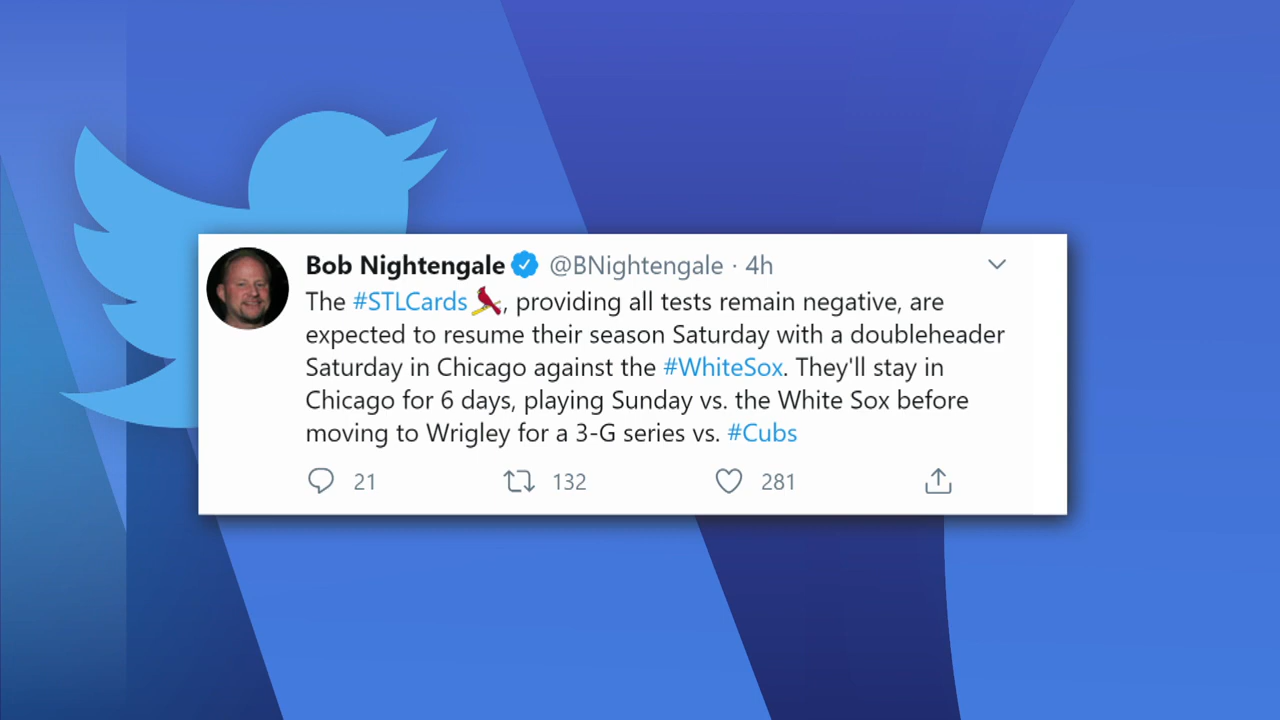 Bob Nightengale @BNightengale · 4h
The #STLCards, providing all tests remain negative, are
expected to resume their season Saturday with a doubleheader
Saturday in Chicago against the #WhiteSox. They'll stay in
Chicago for 6 days, playing Sunday vs. the White Sox before
moving to Wrigley for a 3-G series vs. #Cubs
21 132 281